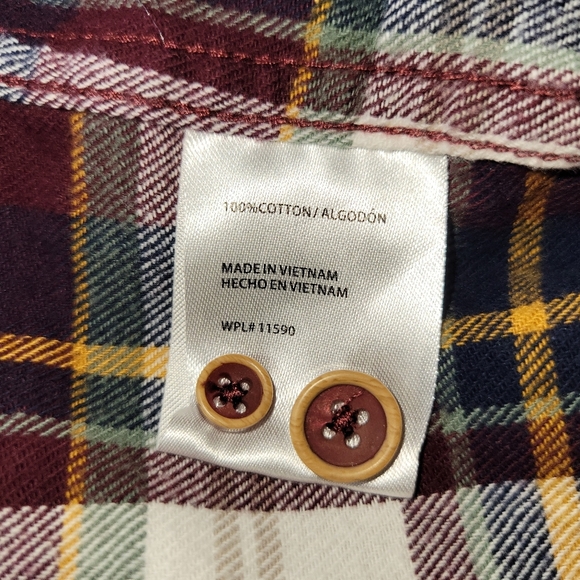 100%COTTON/ALGODÓN
MADE IN VIETNAM
HECHO EN VIETNAM
WPL# 11590